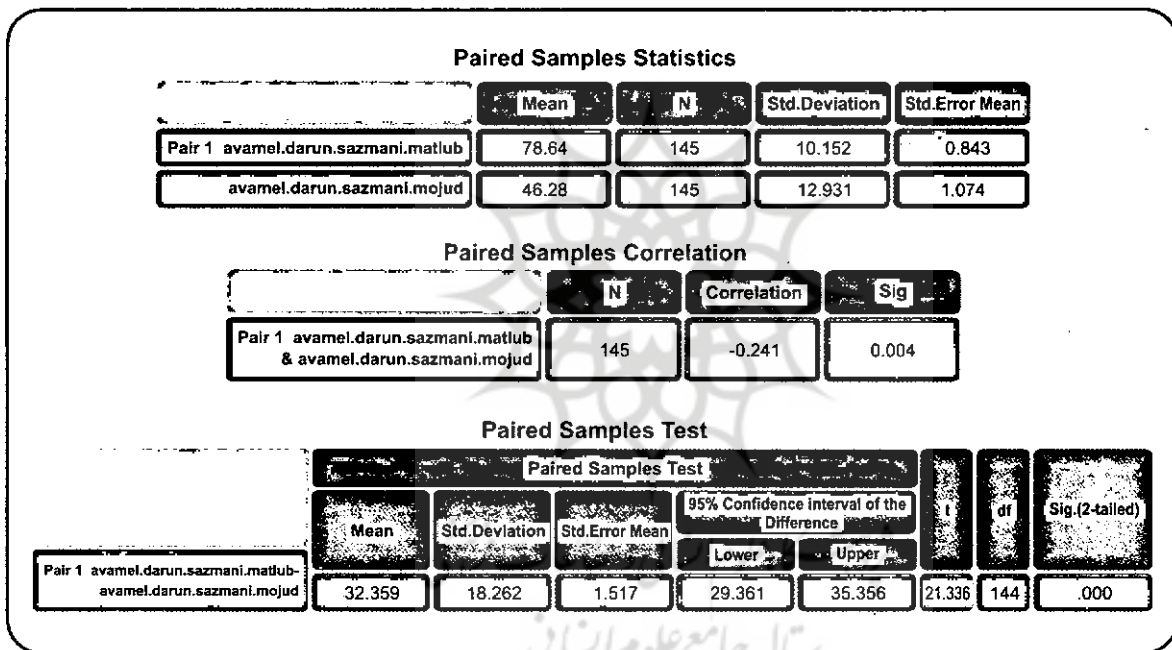 Paired Samples Statistics
Mean N Std.Deviation Std.Error Mean
Pair 1 avamel.darun.sazmani.matlub 78.64 145 10.152 0.843
avamel.darun.sazmani.mojud 46.28 145 12.931 1.074
Paired Samples Correlation
N Correlation Sig
Pair 1 avamel.darun.sazmani.matlub
& avamel.darun.sazmani.mojud 145 -0.241 0.004
Paired Samples Test
Paired Samples Test t df Sig.(2-tailed)
Mean Std.Deviation Std.Error Mean 95% Confidence interval of the
Difference
Lower Upper
Pair 1 avamel.darun.sazmani.matlub-
avamel.darun.sazmani.mojud 32.359 18.262 1.517 29.361 35.356 21.336 144 .000